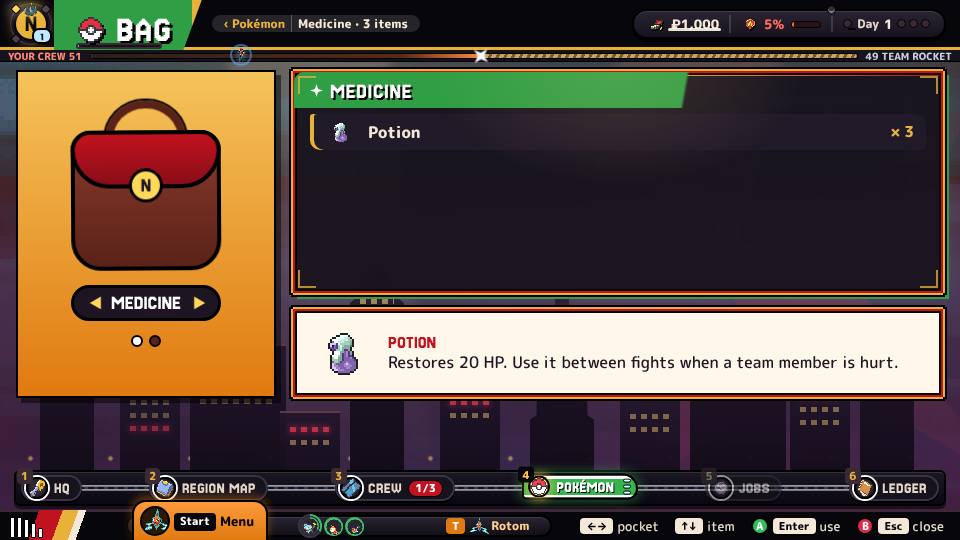 N
1
BAG
‹ Pokémon | Medicine · 3 items
₽1,000
5%
Day 1
YOUR CREW 51
49 TEAM ROCKET
N
MEDICINE
MEDICINE
Potion
× 3
POTION
Restores 20 HP. Use it between fights when a team member is hurt.
1 HQ
2 REGION MAP
3 CREW 1/3
4 POKÉMON
5 JOBS
6 LEDGER
Start Menu
T Rotom
←→ pocket
↑↓ item
A Enter use
B Esc close